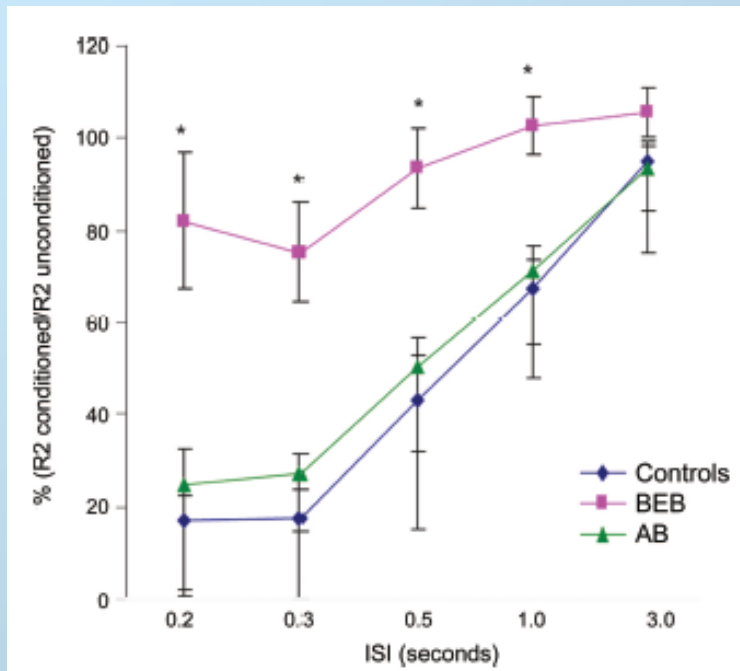 120
100
80
60
40
20
0
% (R2 conditioned/R2 unconditioned)
* * * *
Controls
BEB
AB
0.2 0.3 0.5 1.0 3.0
ISI (seconds)